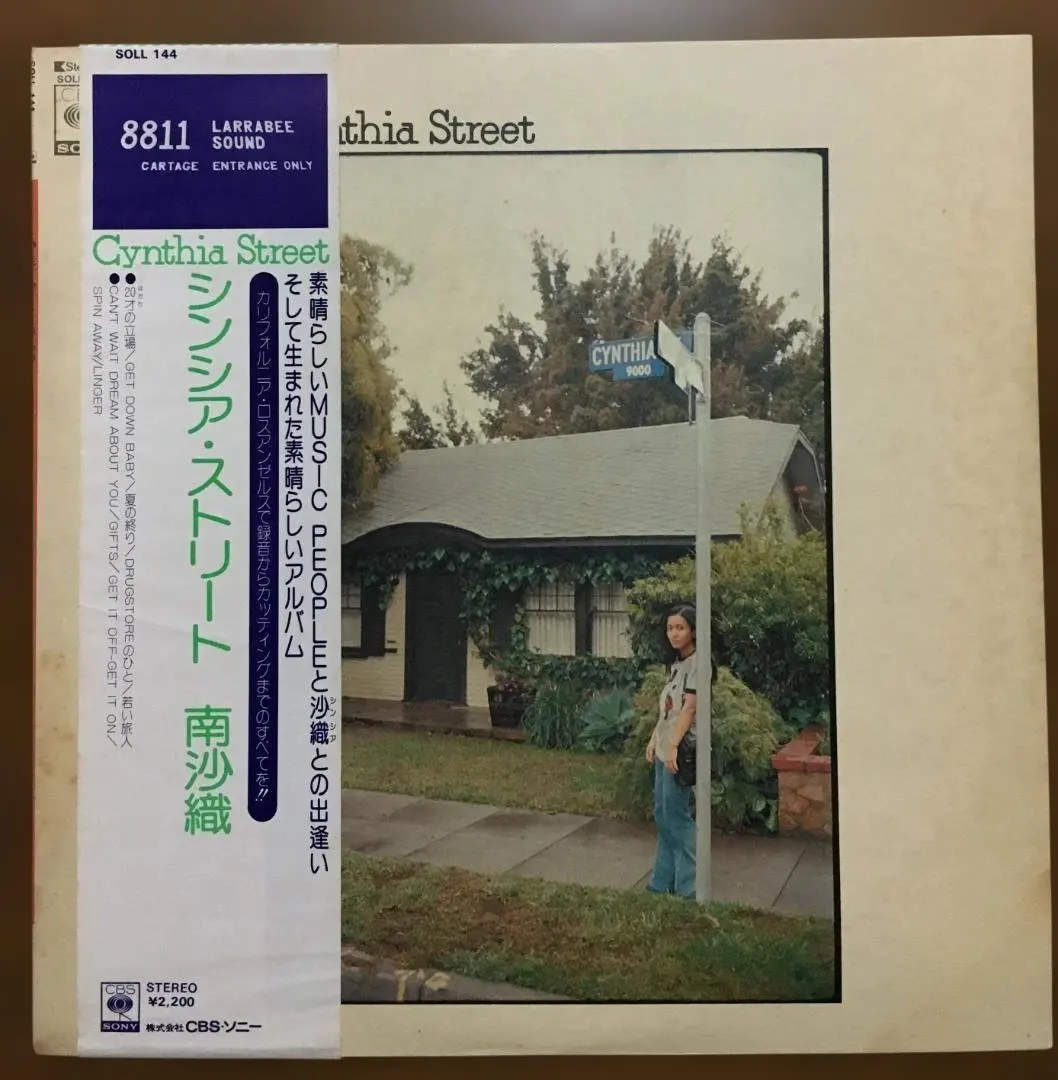 SOLL 144
8811 LARRABEE
SOUND
CARTAGE ENTRANCE ONLY
Cynthia Street
素晴らしいMUSIC PEOPLEと沙織との出逢い
シンシア
そして生まれた素晴らしいアルバム
カリフォルニア・ロスアンゼルスで録音からカッティングまでのすべてを!!
シンシア・ストリート 南沙織
●の立場/GET DOWN BABY/夏の終り/DRUGSTOREのひと/若い旅人
●CAN'T WAIT DREAM ABOUT YOU/GIFTS/GET IT OFF-GET IT ON/
SPIN AWAY/LINGER
CBS
SONY
STEREO
¥2,200
株式会社CBS・ソニー
nthia Street
CYNTHIA
9000